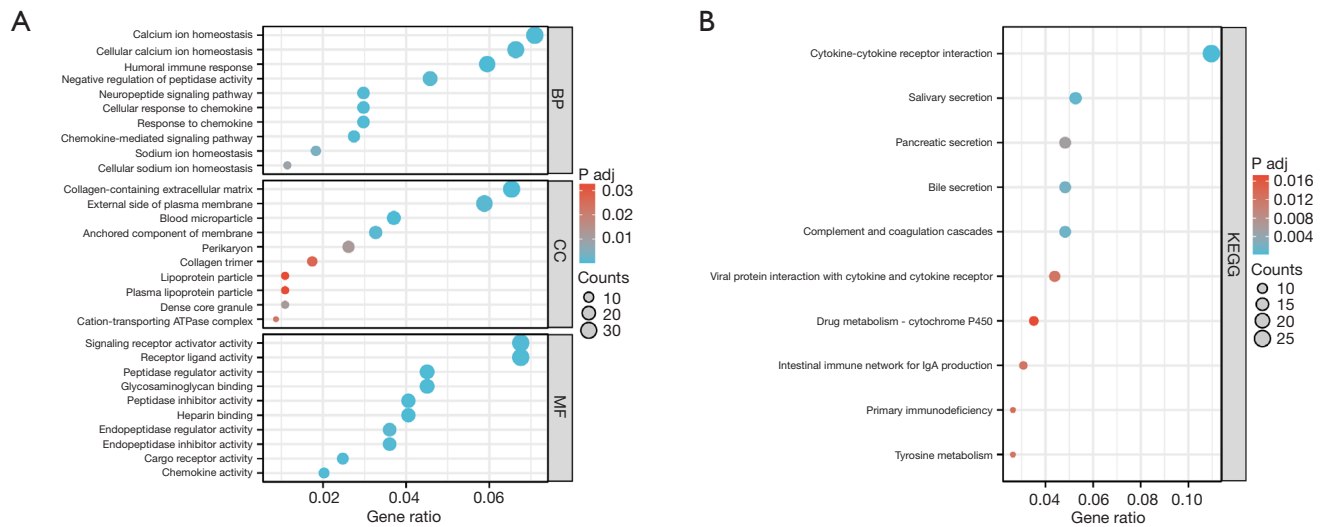 A
Calcium ion homeostasis
Cellular calcium ion homeostasis
Humoral immune response
Negative regulation of peptidase activity
Neuropeptide signaling pathway
Cellular response to chemokine
Response to chemokine
Chemokine-mediated signaling pathway
Sodium ion homeostasis
Cellular sodium ion homeostasis
BP
Collagen-containing extracellular matrix
External side of plasma membrane
Blood microparticle
Anchored component of membrane
Perikaryon
Collagen trimer
Lipoprotein particle
Plasma lipoprotein particle
Dense core granule
Cation-transporting ATPase complex
CC
Signaling receptor activator activity
Receptor ligand activity
Peptidase regulator activity
Glycosaminoglycan binding
Peptidase inhibitor activity
Heparin binding
Endopeptidase regulator activity
Endopeptidase inhibitor activity
Cargo receptor activity
Chemokine activity
MF
0.02 0.04 0.06
Gene ratio
P adj
0.03
0.02
0.01
Counts
10
20
30
B
Cytokine-cytokine receptor interaction
Salivary secretion
Pancreatic secretion
Bile secretion
Complement and coagulation cascades
Viral protein interaction with cytokine and cytokine receptor
Drug metabolism - cytochrome P450
Intestinal immune network for IgA production
Primary immunodeficiency
Tyrosine metabolism
KEGG
0.04 0.06 0.08 0.10
Gene ratio
P adj
0.016
0.012
0.008
0.004
Counts
10
15
20
25